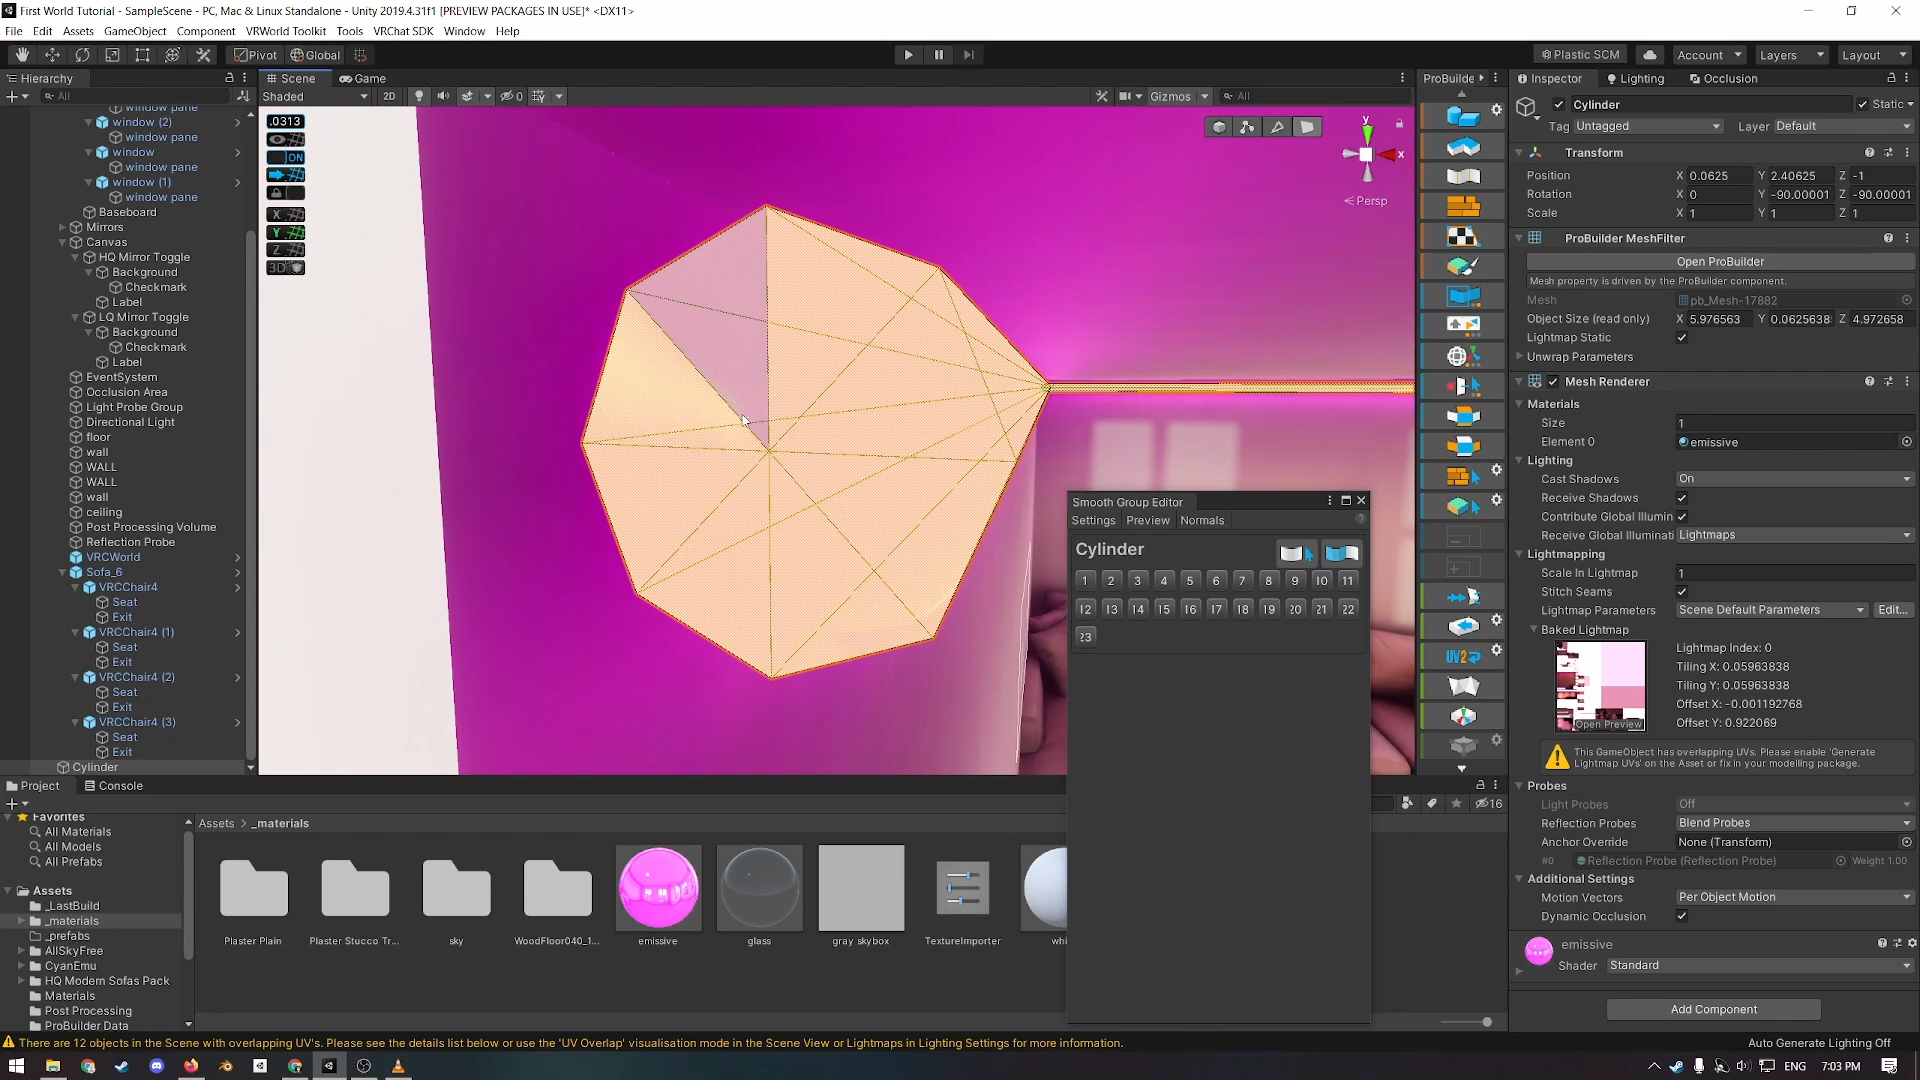 First World Tutorial - SampleScene - PC, Mac & Linux Standalone - Unity 2019.4.31f1 [PREVIEW PACKAGES IN USE]* <DX11>
File Edit Assets GameObject Component VRWorld Toolkit Tools VRChat SDK Window Help
Pivot Global Plastic SCM Account Layers Layout
Hierarchy Scene Game ProBuilde Inspector Lighting Occlusion
All Shaded 2D 0 Gizmos All
window pane
window (2)
window pane
window
window pane
window (1)
window pane
Baseboard
Mirrors
Canvas
HQ Mirror Toggle
Background
Checkmark
Label
LQ Mirror Toggle
Background
Checkmark
Label
EventSystem
Occlusion Area
Light Probe Group
Directional Light
floor
wall
WALL
WALL
wall
ceiling
Post Processing Volume
Reflection Probe
VRCWorld
Sofa_6
VRCChair4
Seat
Exit
VRCChair4 (1)
Seat
Exit
VRCChair4 (2)
Seat
Exit
VRCChair4 (3)
Seat
Exit
Cylinder
.0313
ON
X
Y
Z
3D
y
x
Persp
Smooth Group Editor
Settings Preview Normals
Cylinder
1 2 3 4 5 6 7 8 9 10 11
12 13 14 15 16 17 18 19 20 21 22
23
UV2
Cylinder Static
Tag Untagged Layer Default
Transform
Position X 0.0625 Y 2.40625 Z -1
Rotation X 0 Y -90.00001 Z -90.00001
Scale X 1 Y 1 Z 1
ProBuilder MeshFilter
Open ProBuilder
Mesh property is driven by the ProBuilder component.
Mesh pb_Mesh-17882
Object Size (read only) X 5.976563 Y 0.0625638 Z 4.972658
Lightmap Static
Unwrap Parameters
Mesh Renderer
Materials
Size 1
Element 0 emissive
Lighting
Cast Shadows On
Receive Shadows
Contribute Global Illumin
Receive Global Illuminati Lightmaps
Lightmapping
Scale In Lightmap 1
Stitch Seams
Lightmap Parameters Scene Default Parameters Edit...
Baked Lightmap
Lightmap Index: 0
Tiling X: 0.05963838
Tiling Y: 0.05963838
Offset X: -0.001192768
Offset Y: 0.922069
Open Preview
This GameObject has overlapping UVs. Please enable 'Generate
Lightmap UVs' on the Asset or fix in your modelling package.
Probes
Light Probes Off
Reflection Probes Blend Probes
Anchor Override None (Transform)
#0 Reflection Probe (Reflection Probe) Weight 1.00
Additional Settings
Motion Vectors Per Object Motion
Dynamic Occlusion
emissive
Shader Standard
Add Component
Project Console
16
Favorites
All Materials
All Models
All Prefabs
Assets
_LastBuild
_materials
_prefabs
AllSkyFree
CyanEmu
HQ Modern Sofas Pack
Materials
Post Processing
ProBuilder Data
Assets > _materials
Plaster Plain Plaster Stucco Tr... sky WoodFloor040_1... emissive glass gray skybox TextureImporter whi
There are 12 objects in the Scene with overlapping UV's. Please see the details list below or use the 'UV Overlap' visualisation mode in the Scene View or Lightmaps in Lighting Settings for more information.
Auto Generate Lighting Off
ENG 7:03 PM